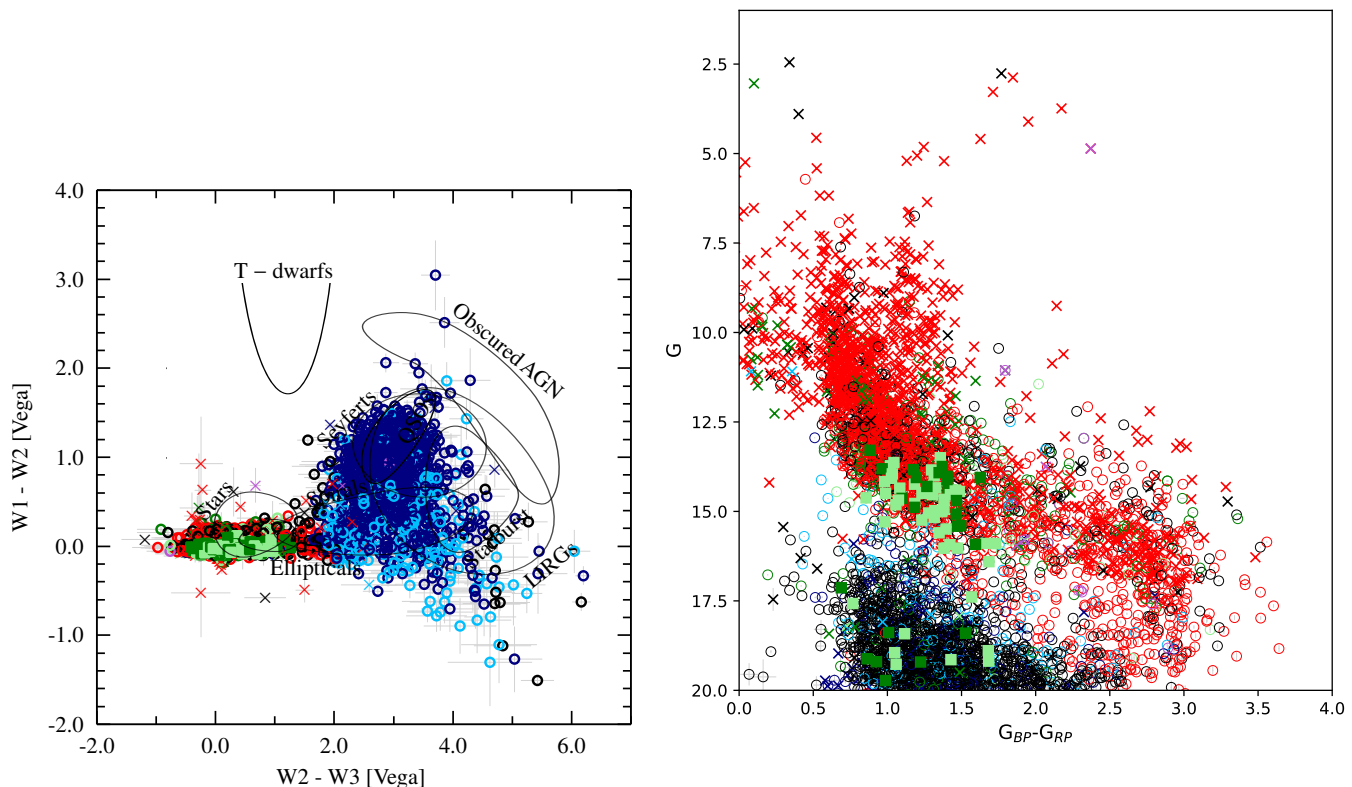 4.0
3.0
2.0
1.0
0.0
-1.0
-2.0
-2.0 0.0 2.0 4.0 6.0
W1 - W2 [Vega]
W2 - W3 [Vega]
T − dwarfs
Obscured AGN
Seyferts
Stars
Ellipticals
Starburst
LIRGs
2.5
5.0
7.5
10.0
12.5
15.0
17.5
20.0
0.0 0.5 1.0 1.5 2.0 2.5 3.0 3.5 4.0
G
G_BP-G_RP